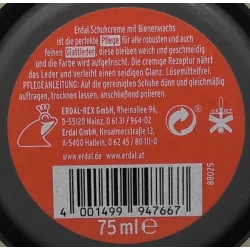 Erdal Schuhcreme mit Bienenwachs
ist die perfekte Pflege für alle robusten und auch
feinen Glattleder, diese bleiben weich und geschmeidig
und die Farbe wird aufgefrischt. Die cremige Rezeptur nährt
das Leder und verleiht einen seidigen Glanz. Lösemittelfrei.
PFLEGEANLEITUNG: Auf die gereinigten Schuhe dünn und gleichmäßig
auftragen, trocknen lassen, anschließend polieren.
ERDAL-REX GMBH, Rheinallee 96,
D-55120 Mainz, 0 61 31/96 40 2
Erdal GmbH, Neualmerstraße 13,
A-5400 Hallein, 0 62 45/80 111-0
www.erdal.de www.erdal.at
88025
4 001499 947667
75 ml e